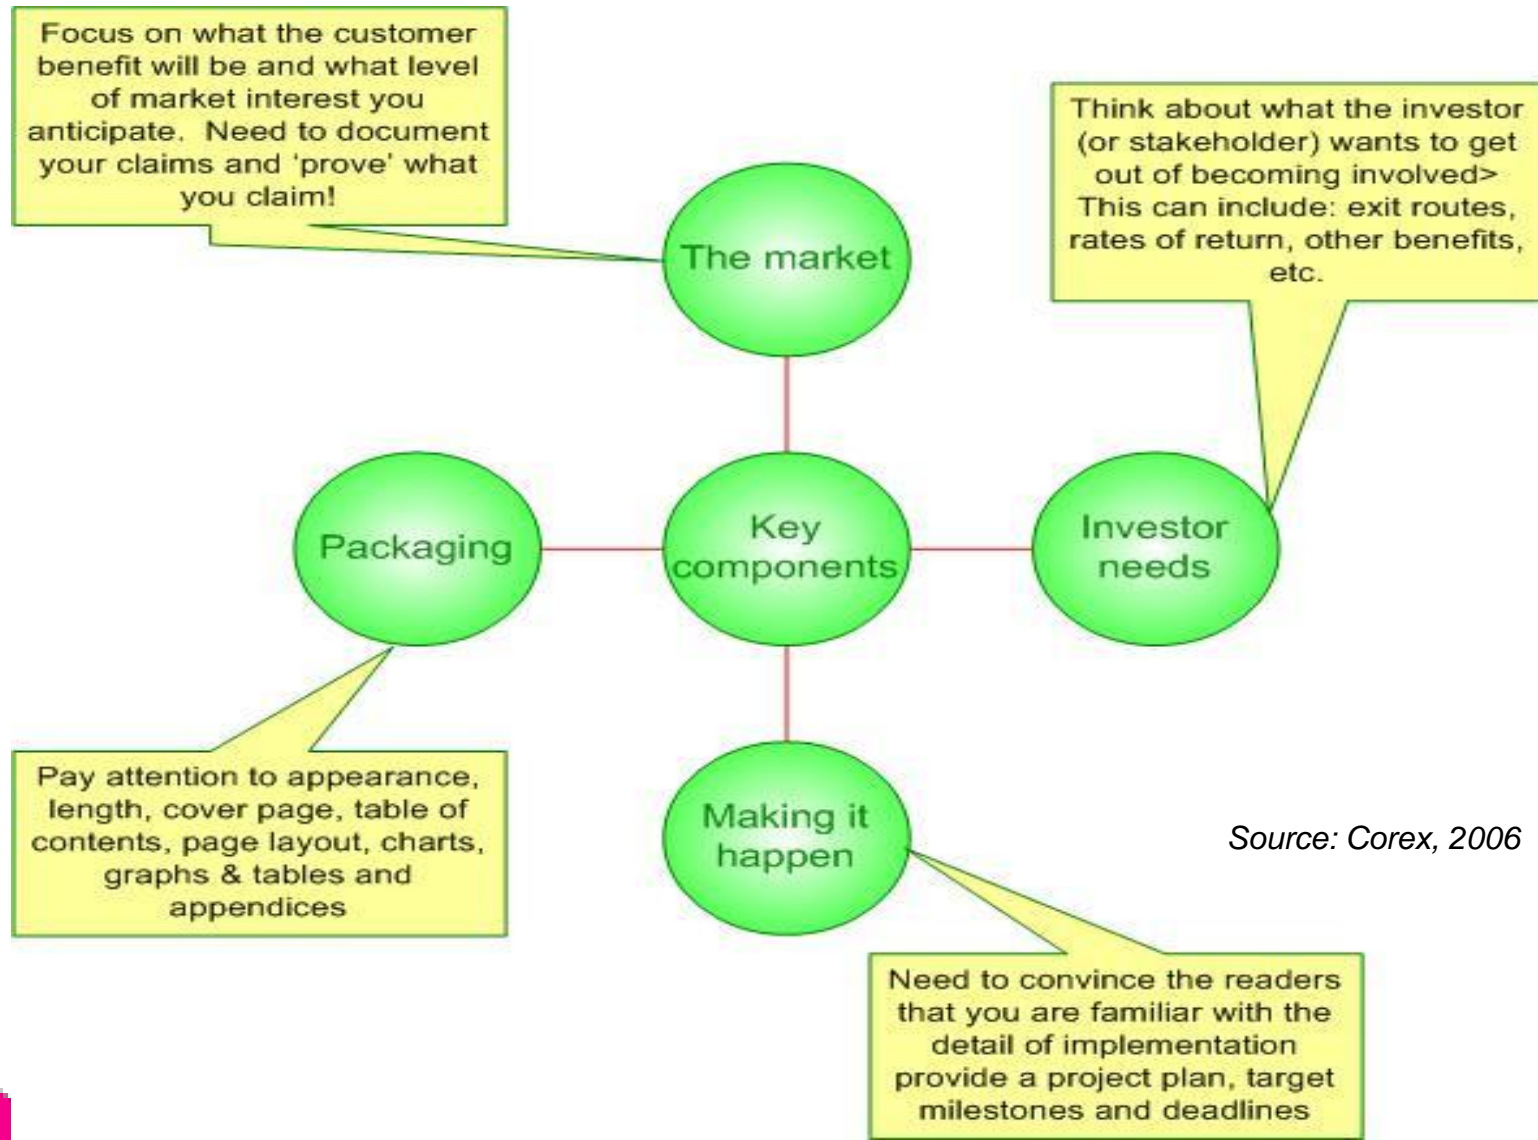 Focus on what the customer
benefit will be and what level
of market interest you
anticipate.  Need to document
your claims and ‘prove’ what
you claim!
Think about what the investor
(or stakeholder) wants to get
out of becoming involved>
This can include: exit routes,
rates of return, other benefits,
etc.
The market
Packaging
Key
components
Investor
needs
Making it
happen
Pay attention to appearance,
length, cover page, table of
contents, page layout, charts,
graphs & tables and
appendices
Source: Corex, 2006
Need to convince the readers
that you are familiar with the
detail of implementation
provide a project plan, target
milestones and deadlines